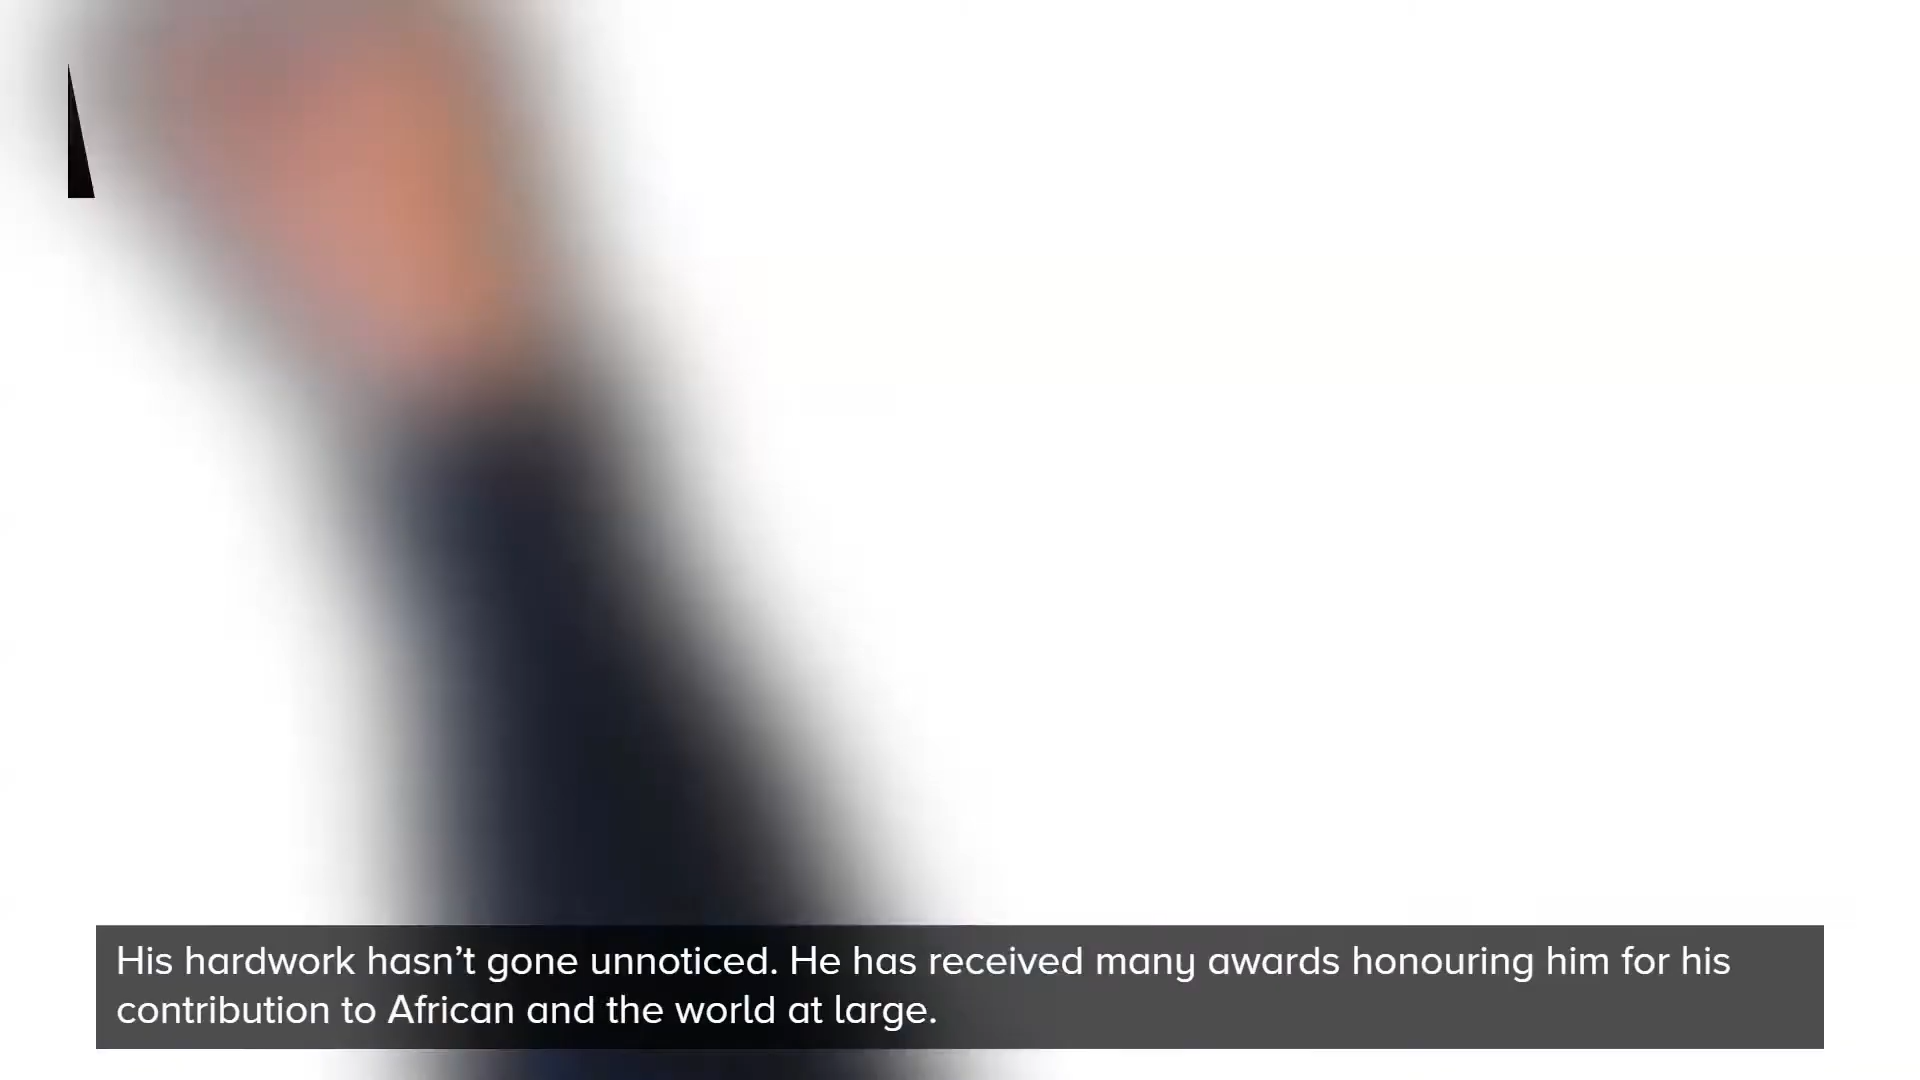 His hardwork hasn’t gone unnoticed. He has received many awards honouring him for his
contribution to African and the world at large.